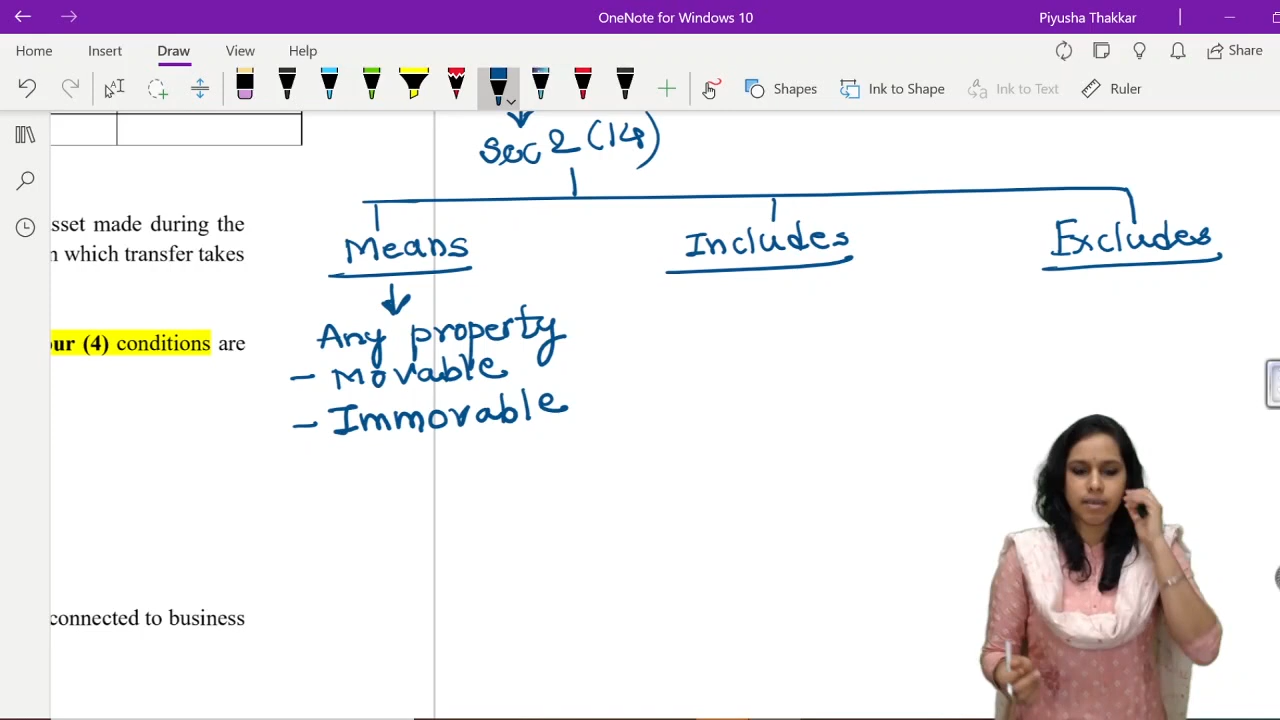 OneNote for Windows 10
Piyusha Thakkar
Home Insert Draw View Help
Share
Shapes
Ink to Shape
Ink to Text
Ruler
Sec 2 (14)
Means Includes Excludes
Any property
- Movable
- Immovable
sset made during the
n which transfer takes
our (4) conditions are
connected to business